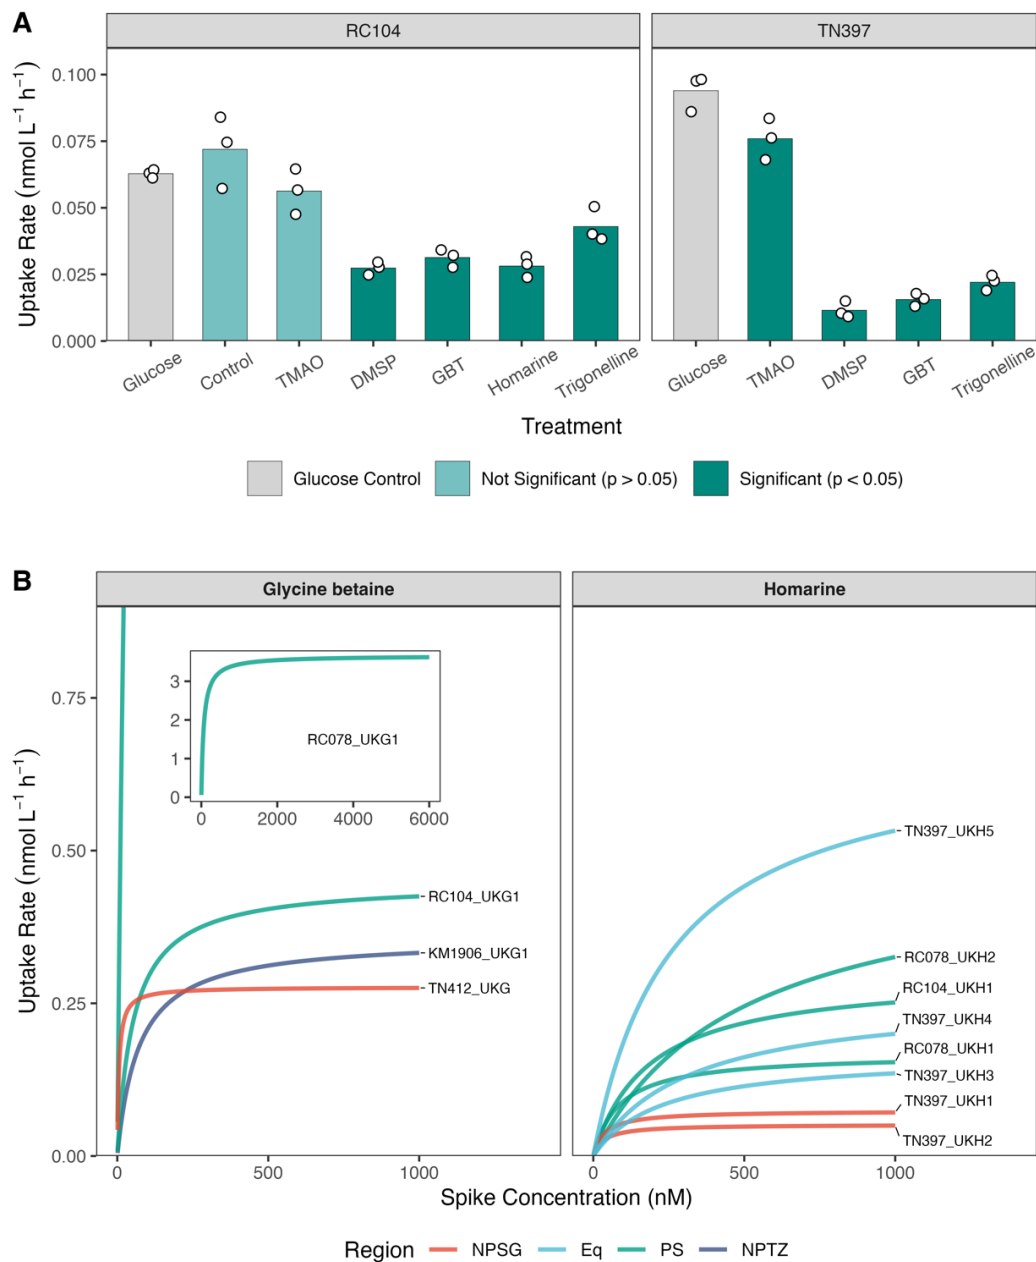 A
RC104
TN397
Uptake Rate (nmol L⁻¹ h⁻¹)
0.100
0.075
0.050
0.025
0.000
Glucose
Control
TMAO
DMSP
GBT
Homarine
Trigonelline
Glucose
TMAO
DMSP
GBT
Trigonelline
Treatment
Glucose Control
Not Significant (p > 0.05)
Significant (p < 0.05)
B
Glycine betaine
Homarine
Uptake Rate (nmol L⁻¹ h⁻¹)
0.75
0.50
0.25
0.00
3
2
1
0
RC078_UKG1
0 2000 4000 6000
RC104_UKG1
KM1906_UKG1
TN412_UKG
0 500 1000
TN397_UKH5
RC078_UKH2
RC104_UKH1
TN397_UKH4
RC078_UKH1
TN397_UKH3
TN397_UKH1
TN397_UKH2
0 500 1000
Spike Concentration (nM)
Region NPSG Eq PS NPTZ